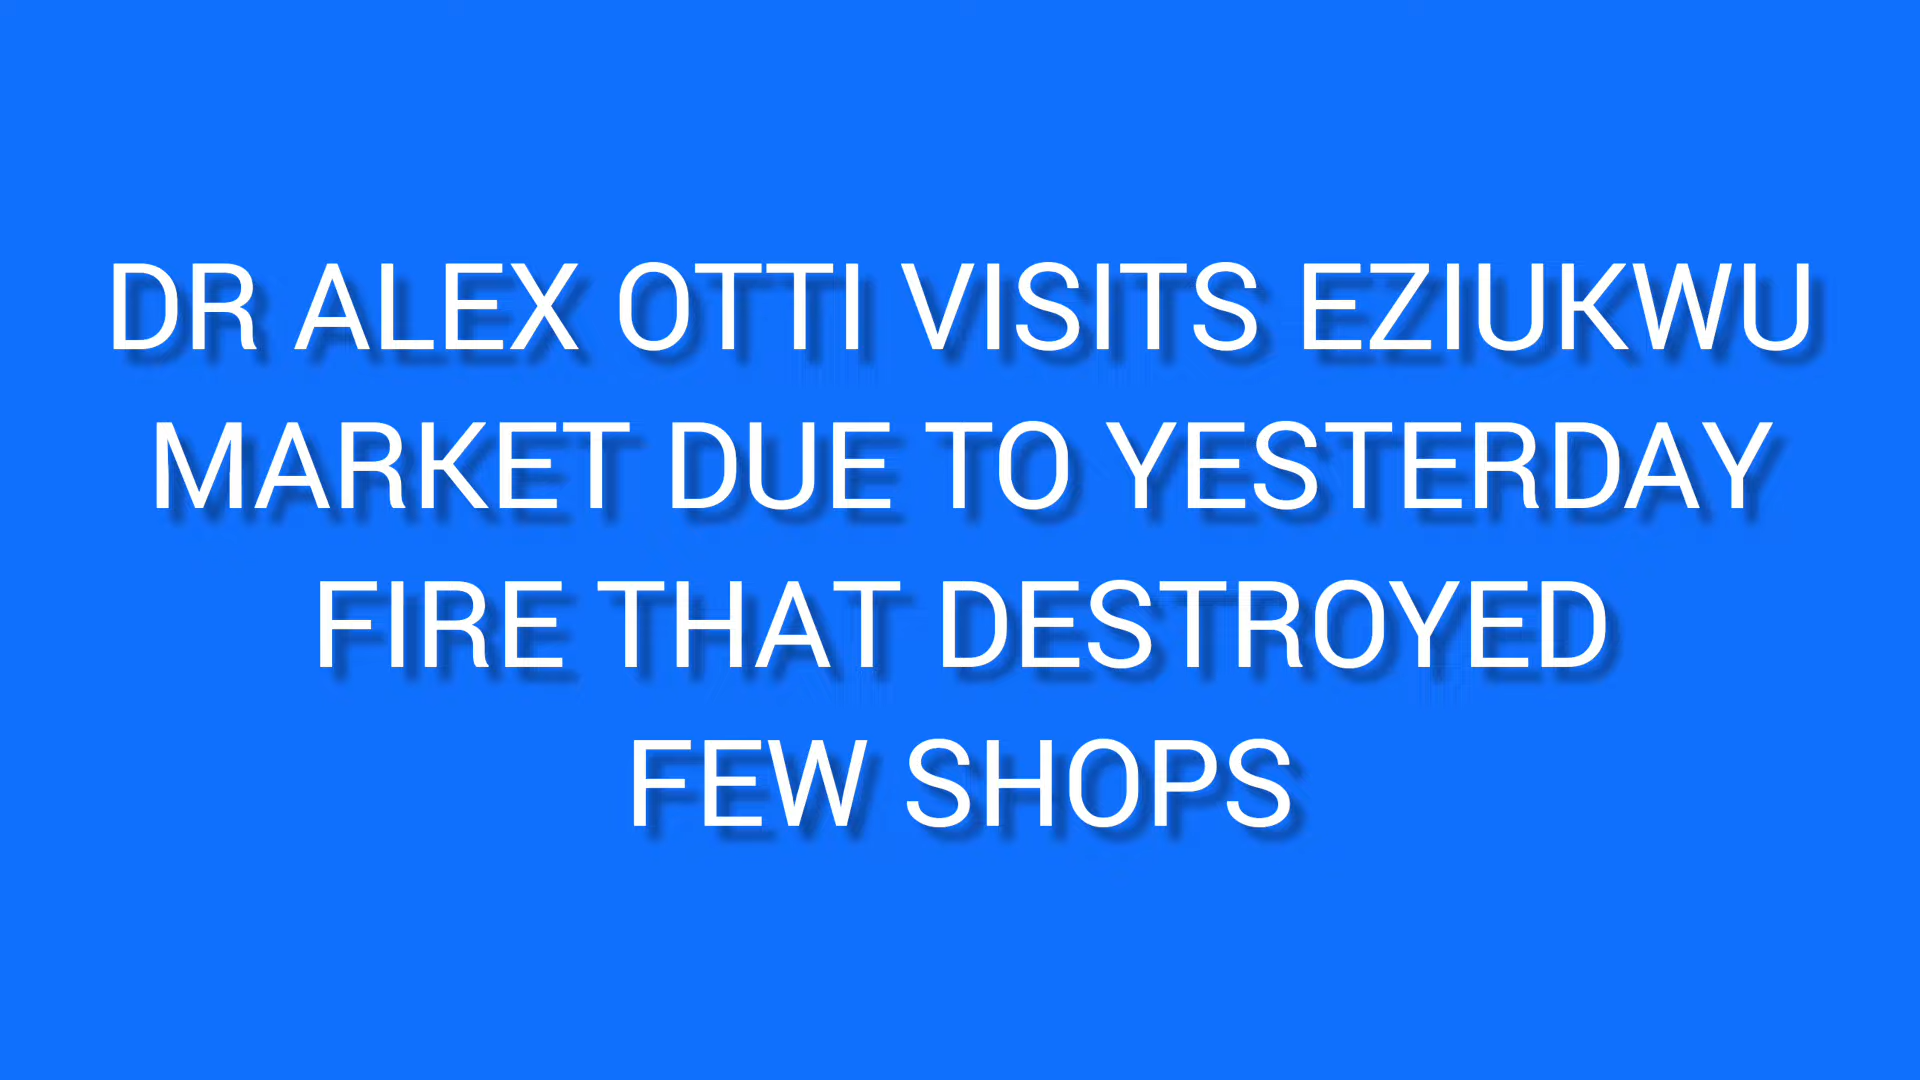 DR ALEX OTTI VISITS EZIUKWU
MARKET DUE TO YESTERDAY
FIRE THAT DESTROYED
FEW SHOPS